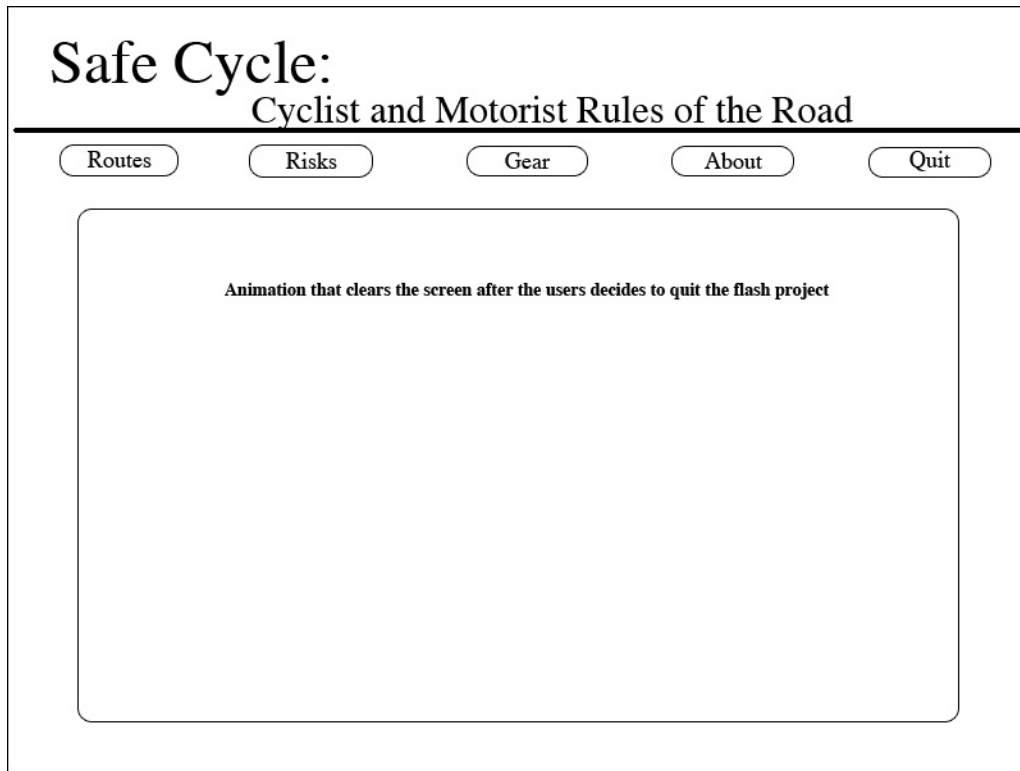 Safe Cycle:
Cyclist and Motorist Rules of the Road
Routes Risks Gear About Quit
Animation that clears the screen after the users decides to quit the flash project